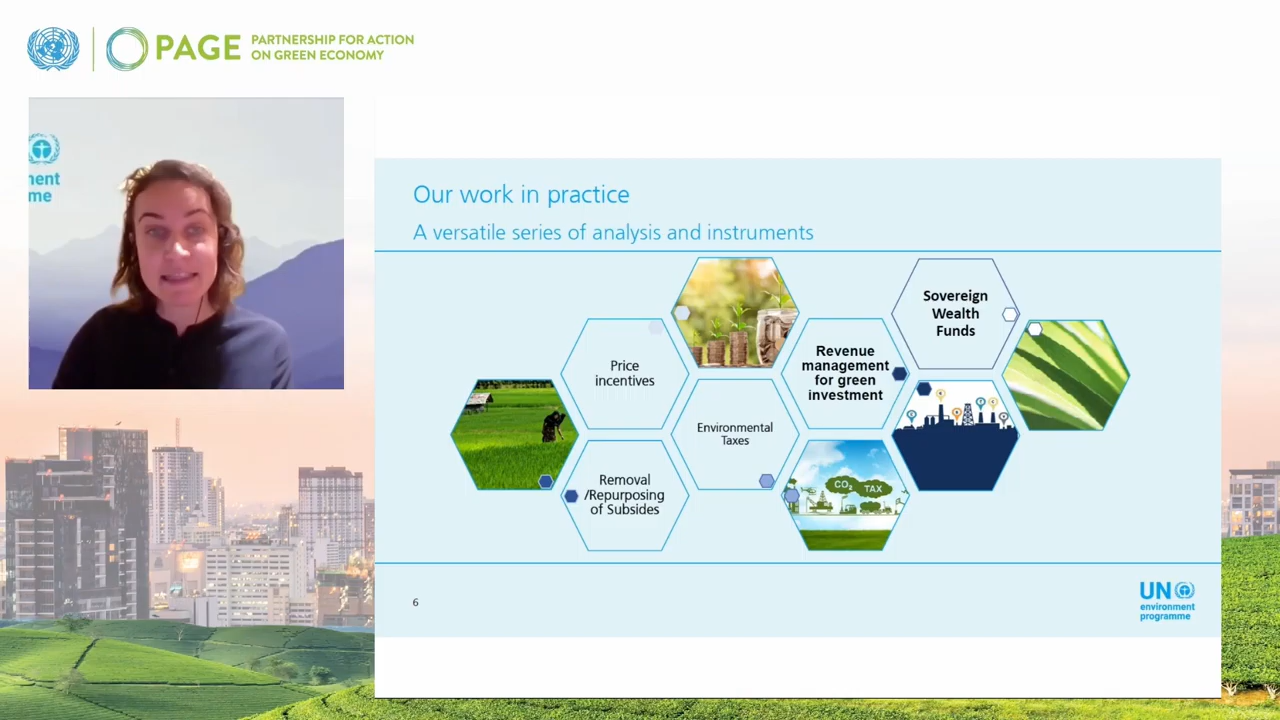 PAGE
PARTNERSHIP FOR ACTION
ON GREEN ECONOMY
nent
me
Our work in practice
A versatile series of analysis and instruments
Price
incentives
Removal
/Repurposing
of Subsides
Environmental
Taxes
Revenue
management
for green
investment
CO₂ TAX
Sovereign
Wealth
Funds
6
UN
environment
programme